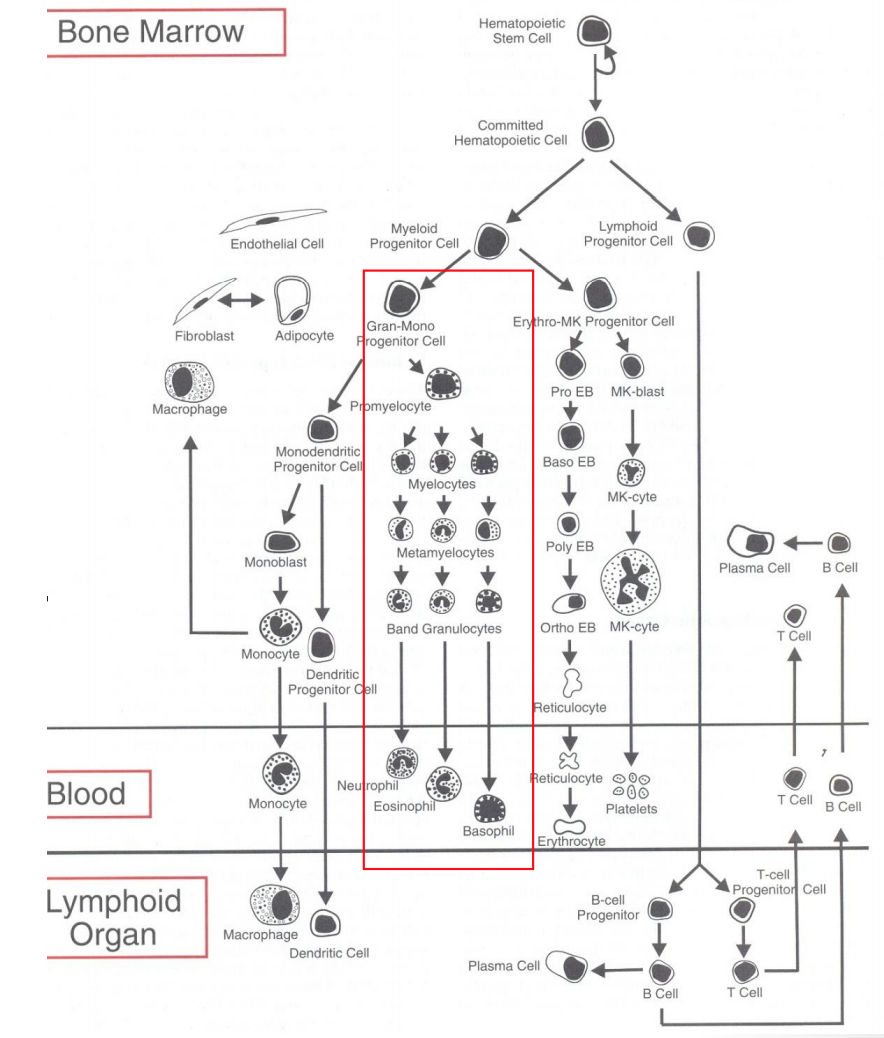 Bone Marrow
Hematopoietic
Stem Cell
Committed
Hematopoietic Cell
Myeloid
Progenitor Cell
Lymphoid
Progenitor Cell
Endothelial Cell
Fibroblast
Adipocyte
Gran-Mono
Progenitor Cell
Erythro-MK Progenitor Cell
Macrophage
Promyelocyte
Pro EB
MK-blast
Monodendritic
Progenitor Cell
Myelocytes
Baso EB
MK-cyte
Monoblast
Metamyelocytes
Poly EB
Plasma Cell
B Cell
Band Granulocytes
Ortho EB
MK-cyte
T Cell
Monocyte
Dendritic
Progenitor Cell
Reticulocyte
Blood
Monocyte
Neutrophil
Eosinophil
Basophil
Reticulocyte
Erythrocyte
Platelets
T Cell
B Cell
Lymphoid
Organ
Macrophage
Dendritic Cell
B-cell
Progenitor
T-cell
Progenitor Cell
Plasma Cell
B Cell
T Cell